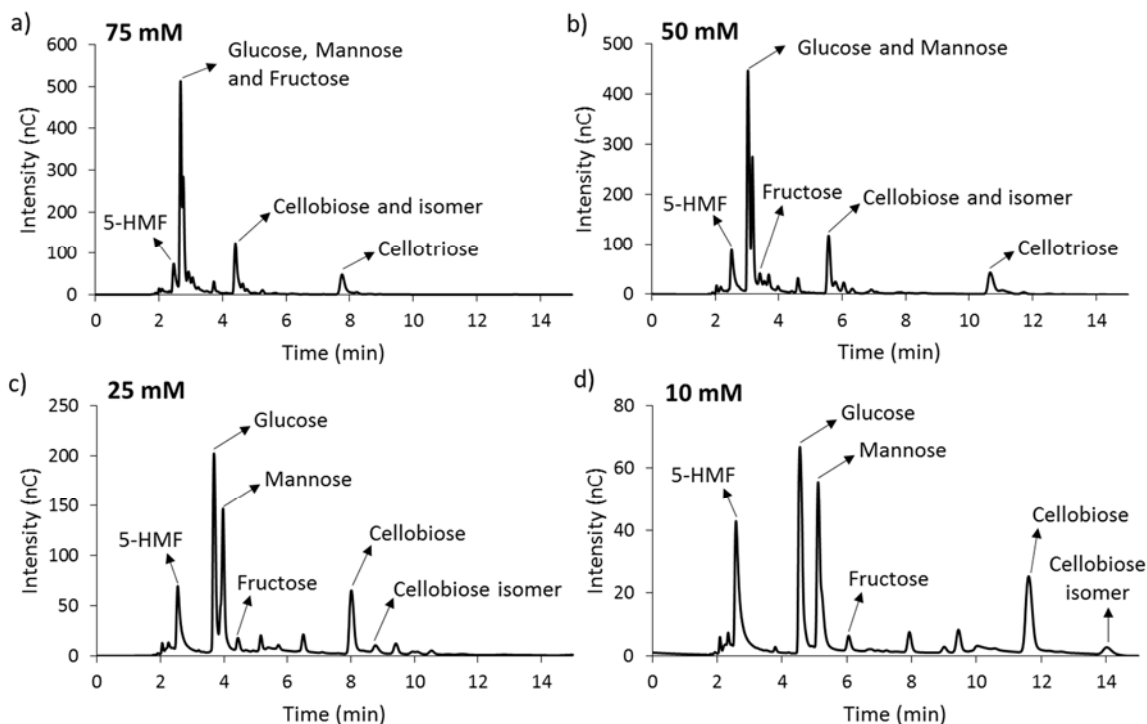 a) 75 mM
600
500
400
300
200
100
0
Intensity (nC)
Glucose, Mannose
and Fructose
5-HMF
Cellobiose and isomer
Cellotriose
0 2 4 6 8 10 12 14
Time (min)
b) 50 mM
500
400
300
200
100
0
Intensity (nC)
Glucose and Mannose
5-HMF
Fructose
Cellobiose and isomer
Cellotriose
0 2 4 6 8 10 12 14
Time (min)
c) 25 mM
250
200
150
100
50
0
Intensity (nC)
Glucose
Mannose
5-HMF
Fructose
Cellobiose
Cellobiose isomer
0 2 4 6 8 10 12 14
Time (min)
d) 10 mM
80
60
40
20
0
Intensity (nC)
Glucose
Mannose
5-HMF
Fructose
Cellobiose
Cellobiose
isomer
0 2 4 6 8 10 12 14
Time (min)